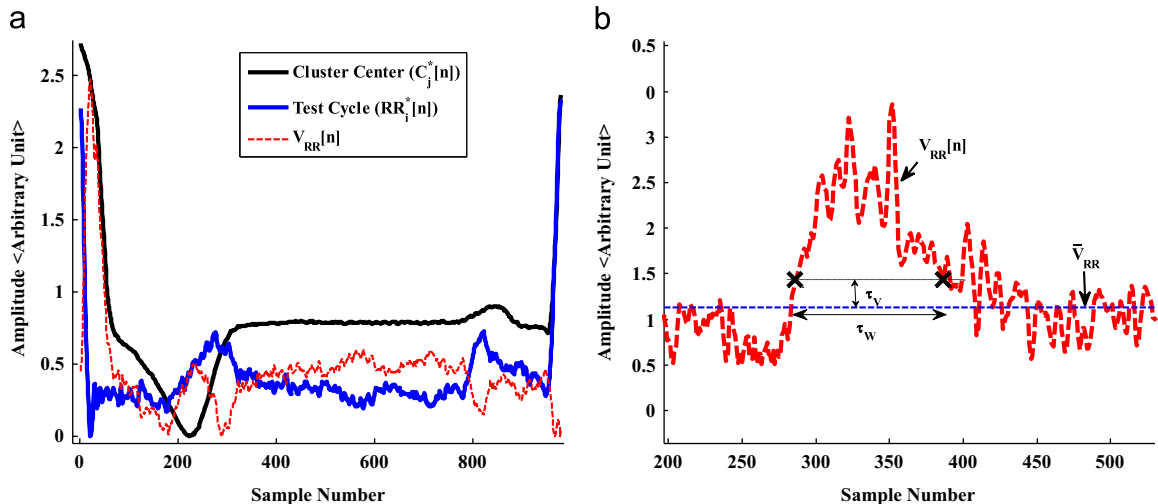 a
Amplitude <Arbitrary Unit>
2.5
2
1.5
1
0.5
0
Cluster Center (C*j[n])
Test Cycle (RR*i[n])
VRR[n]
0
200
400
600
800
Sample Number
b
Amplitude <Arbitrary Unit>
0.5
0
3
2.5
2
1.5
1
0.5
0
VRR[n]
V̄RR
τV
τW
200
250
300
350
400
450
500
Sample Number